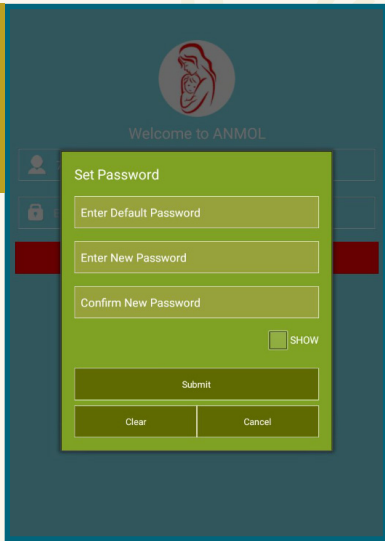 Welcome to ANMOL
Set Password
Enter Default Password
Enter New Password
Confirm New Password
SHOW
Submit
Clear
Cancel